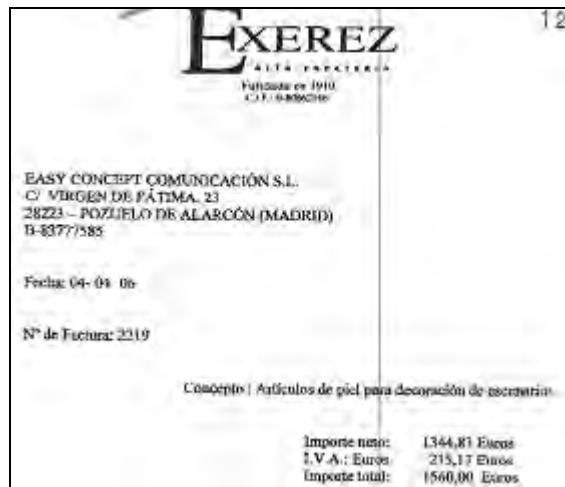 12
EXEREZ
ALTA ZAPATERIA
Fundada en 1910
C.I.F.:
EASY CONCEPT COMUNICACIÓN S.L.
C/ VIRGEN DE FÁTIMA, 23
28223 – POZUELO DE ALARCÓN (MADRID)
B-83777585
Fecha: 04- 04 06
Nº de Factura: 2219
Concepto : Artículos de piel para decoración de escenarios
Importe neto: 1344,83 Euros
I.V.A.: Euros 215,17 Euros
Importe total: 1560,00 Euros